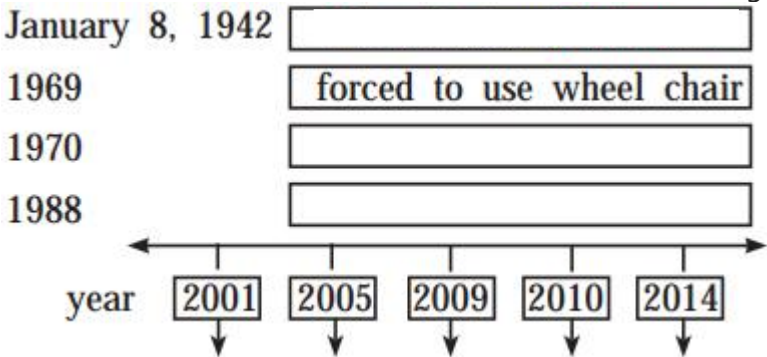 January 8, 1942
1969 forced to use wheel chair
1970
1988
year 2001 2005 2009 2010 2014